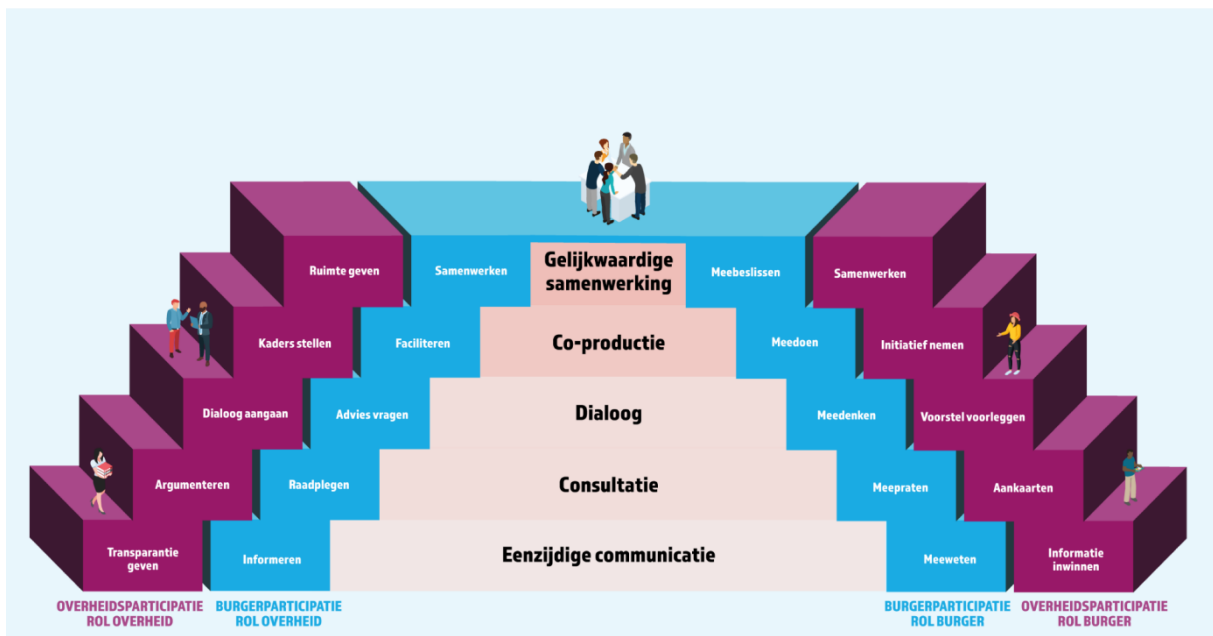 Ruimte geven
Samenwerken
Gelijkwaardige
samenwerking
Meebeslissen
Samenwerken
Kaders stellen
Faciliteren
Co-productie
Meedoen
Initiatief nemen
Dialoog aangaan
Advies vragen
Dialoog
Meedenken
Voorstel voorleggen
Argumenteren
Raadplegen
Consultatie
Meepraten
Aankaarten
Transparantie
geven
Informeren
Eenzijdige communicatie
Meeweten
Informatie
inwinnen
OVERHEIDSPARTICIPATIE
ROL OVERHEID
BURGERPARTICIPATIE
ROL OVERHEID
BURGERPARTICIPATIE
ROL BURGER
OVERHEIDSPARTICIPATIE
ROL BURGER